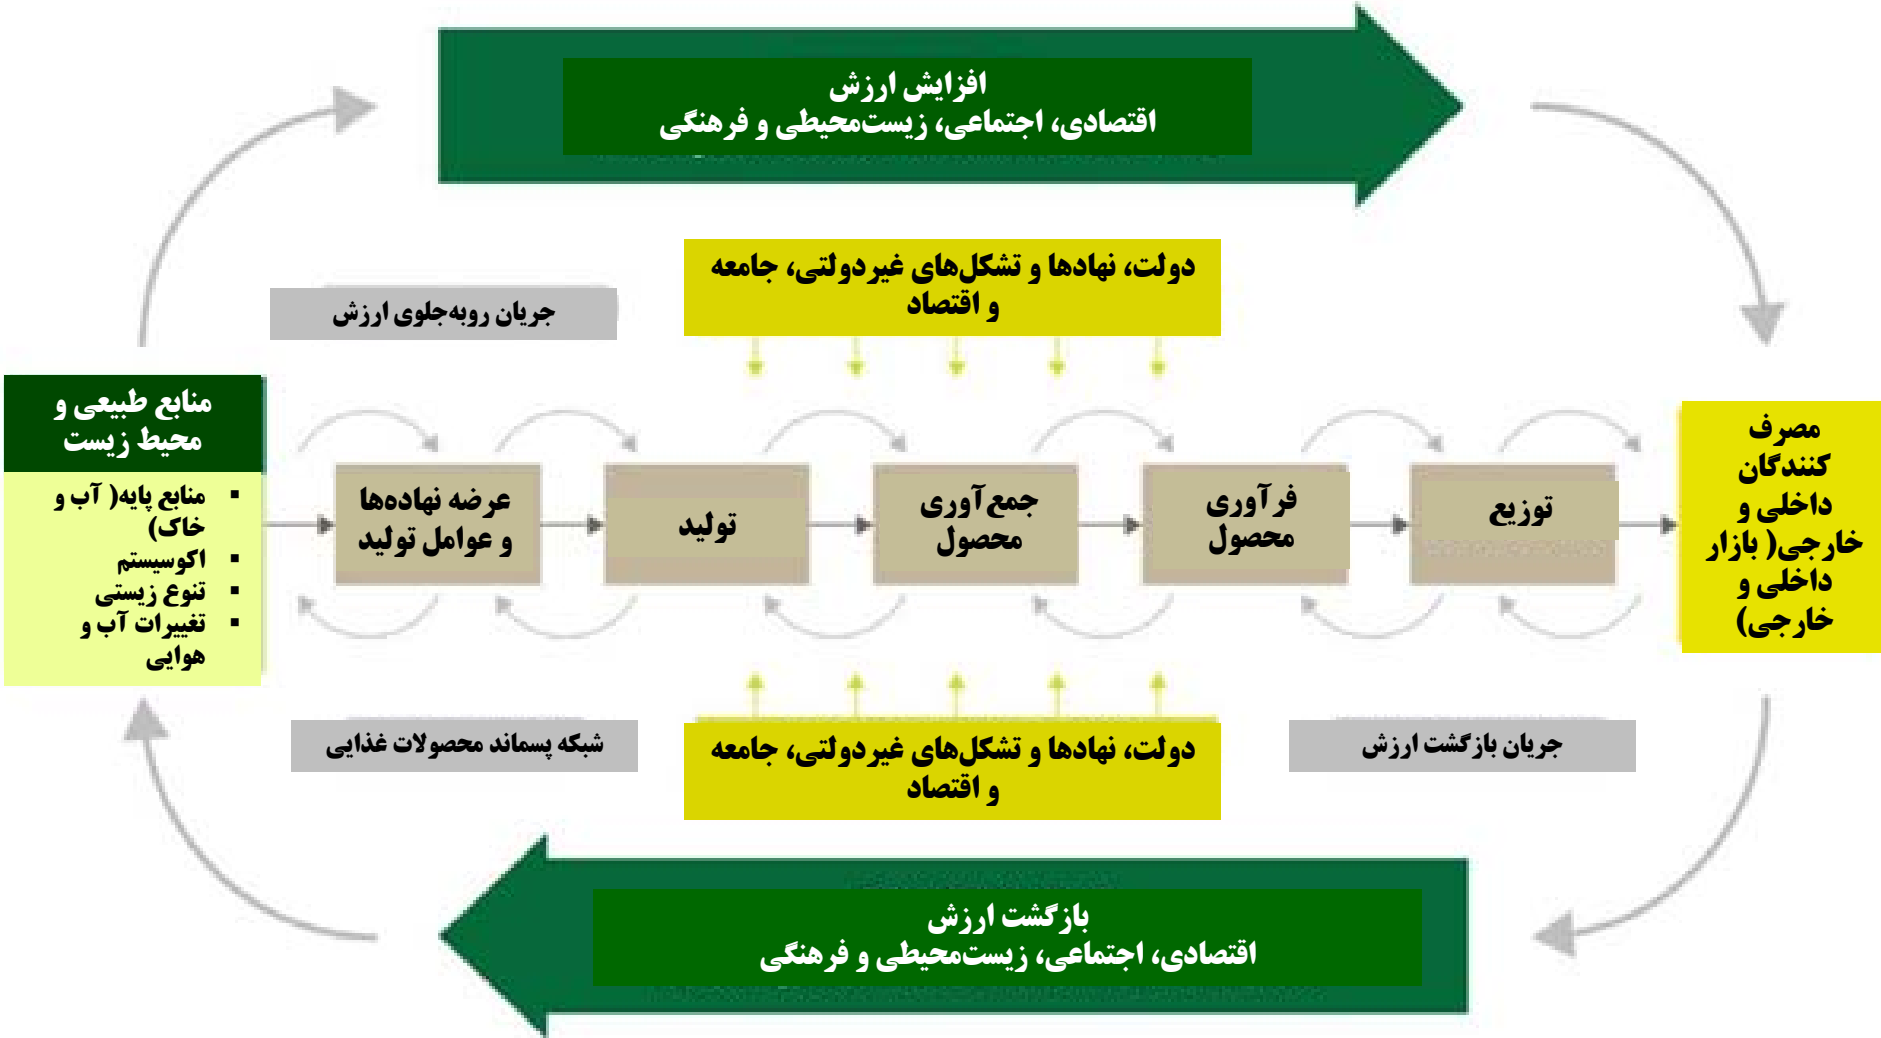 افزایش ارزش
اقتصادی، اجتماعی، زیست‌محیطی و فرهنگی
دولت، نهادها و تشکل‌های غیردولتی، جامعه
و اقتصاد
جریان روبه‌جلوی ارزش
منابع طبیعی و
محیط زیست
▪ منابع پایه( آب و
خاک)
▪ اکوسیستم
▪ تنوع زیستی
▪ تغییرات آب و
هوایی
عرضه نهاده‌ها
و عوامل تولید
تولید
جمع‌آوری
محصول
فرآوری
محصول
توزیع
مصرف
کنندگان
داخلی و
خارجی( بازار
داخلی و
خارجی)
شبکه پسماند محصولات غذایی
دولت، نهادها و تشکل‌های غیردولتی، جامعه
و اقتصاد
جریان بازگشت ارزش
بازگشت ارزش
اقتصادی، اجتماعی، زیست‌محیطی و فرهنگی